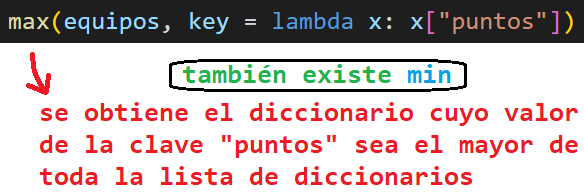 max(equipos, key = lambda x: x["puntos"])
también existe min
se obtiene el diccionario cuyo valor
de la clave "puntos" sea el mayor de
toda la lista de diccionarios